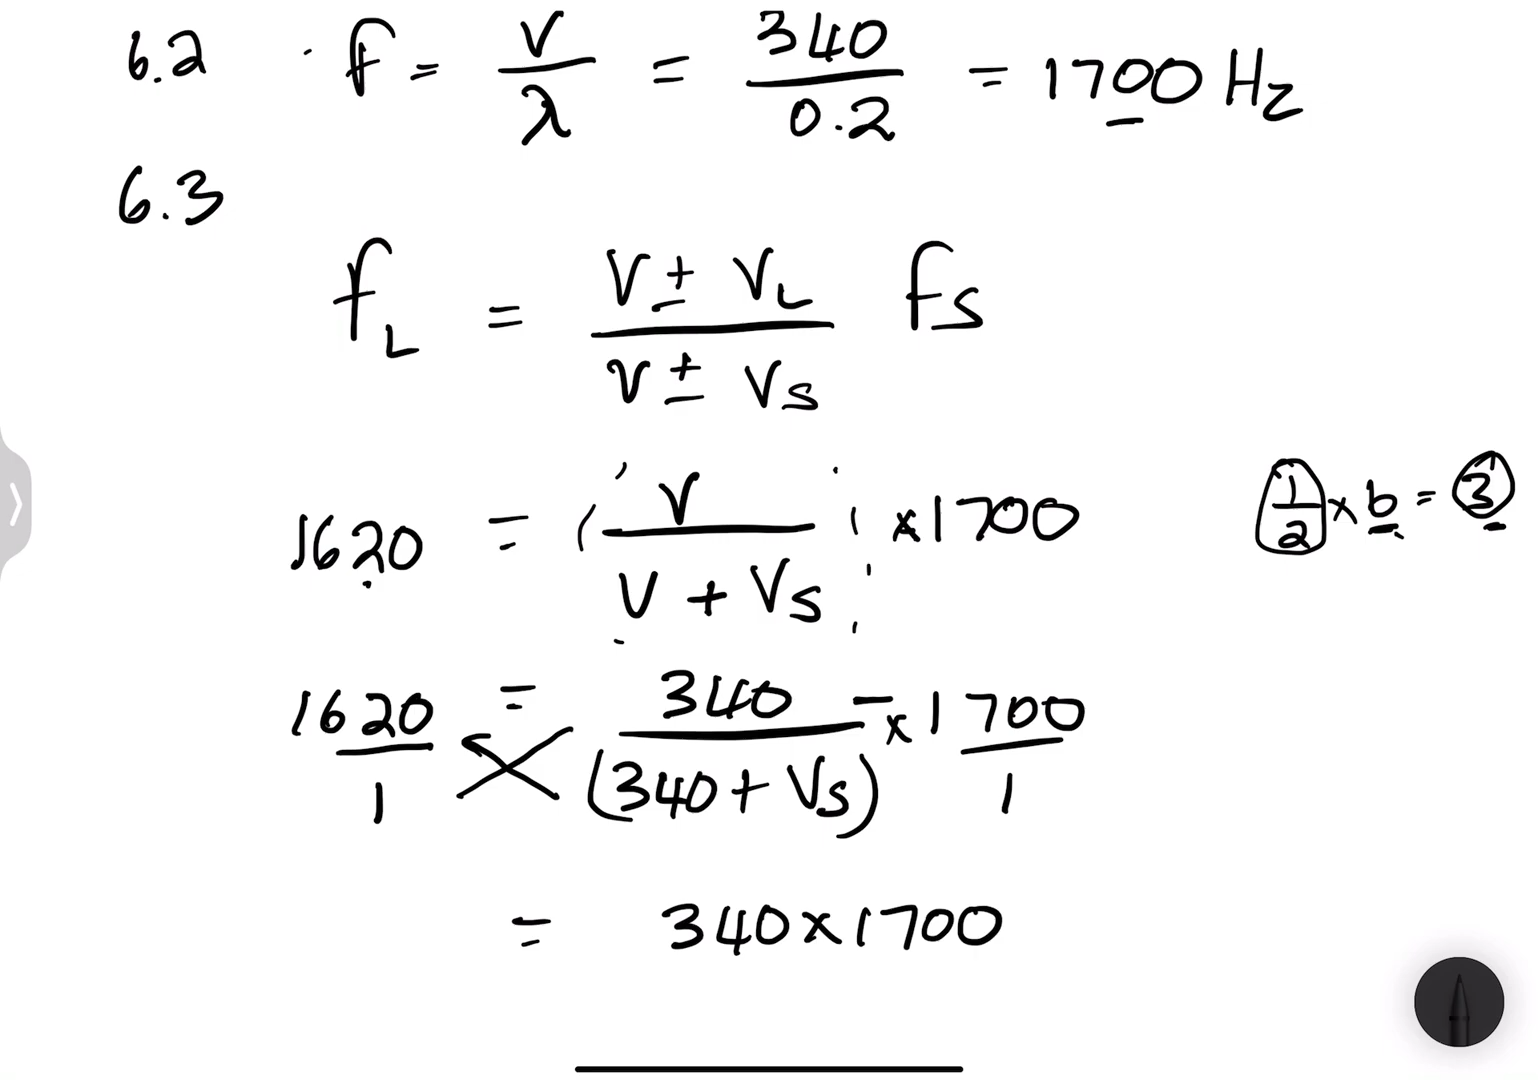 6.2 f = V/λ = 340/0.2 = 1700 Hz
6.3
f_L = (V ± V_L)/(V ± V_S) f_S
1620 = (V/(V + V_S)) × 1700
1/2 × b = 3
1620/1 = 340/(340 + V_S) × 1700/1
= 340 × 1700